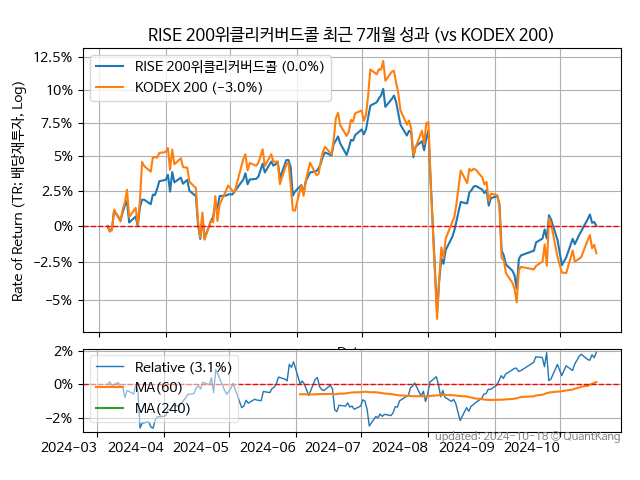 RISE 200위클리커버드콜 최근 7개월 성과 (vs KODEX 200)
Rate of Return (TR: 배당재투자, Log)
12.5%
10%
7.5%
5%
2.5%
0%
−2.5%
−5%
RISE 200위클리커버드콜 (0.0%)
KODEX 200 (−3.0%)
2%
0%
−2%
Relative (3.1%)
MA(60)
MA(240)
2024-03 2024-04 2024-05 2024-06 2024-07 2024-08 2024-09 2024-10
updated: 2024-10-18 © QuantKang